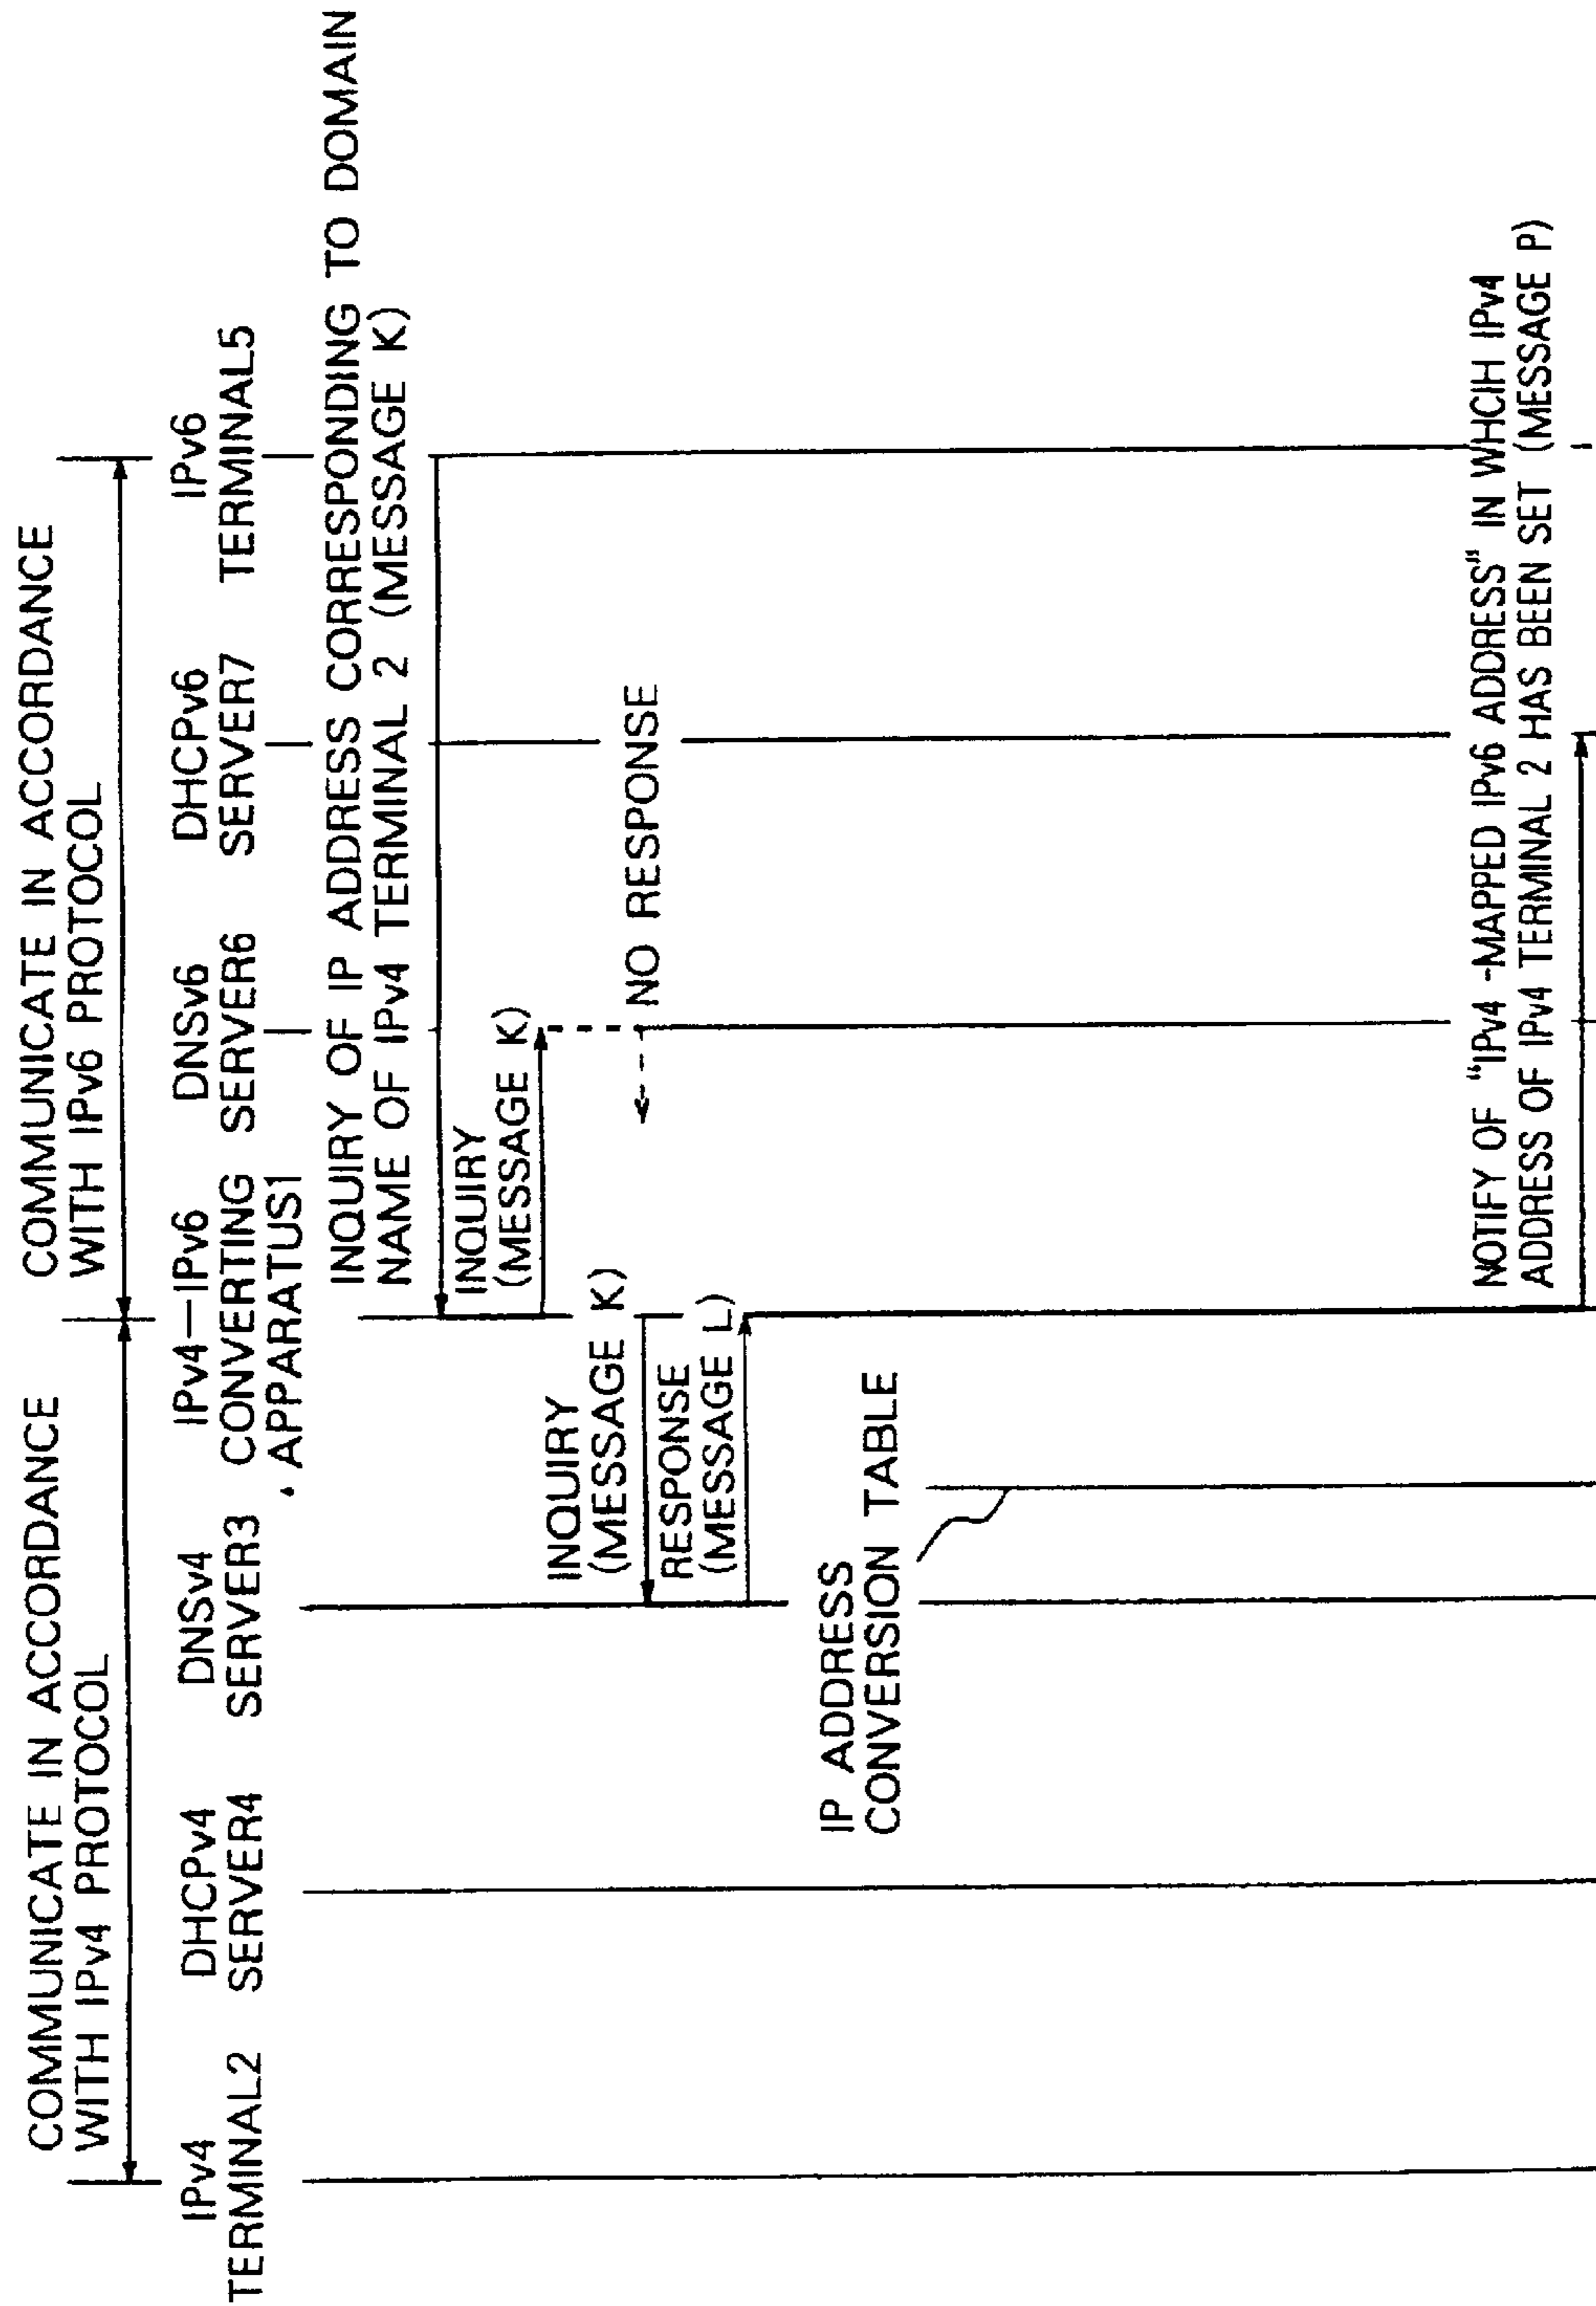 COMMUNICATE IN ACCORDANCE
WITH IPv4 PROTOCOL
COMMUNICATE IN ACCORDANCE
WITH IPv6 PROTOCOL
IPv4
TERMINAL2
DHCPv4
SERVER4
DNSv4
SERVER3
IPv4—IPv6
CONVERTING
APPARATUS1
DNSv6
SERVER6
DHCPv6
SERVER7
IPv6
TERMINAL5
INQUIRY OF IP ADDRESS CORRESPONDING TO DOMAIN
NAME OF IPv4 TERMINAL 2 (MESSAGE K)
INQUIRY
(MESSAGE K)
NO RESPONSE
INQUIRY
(MESSAGE K)
RESPONSE
(MESSAGE L)
IP ADDRESS
CONVERSION TABLE
NOTIFY OF "IPv4 -MAPPED IPv6 ADDRESS" IN WHCIH IPv4
ADDRESS OF IPv4 TERMINAL 2 HAS BEEN SET (MESSAGE P)